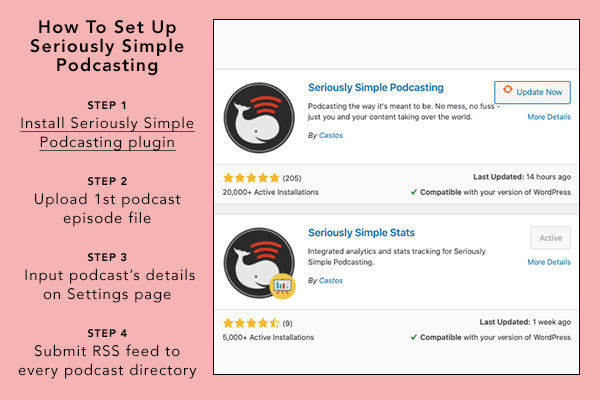 How To Set Up
Seriously Simple
Podcasting
STEP 1
Install Seriously Simple
Podcasting plugin
STEP 2
Upload 1st podcast
episode file
STEP 3
Input podcast’s details
on Settings page
STEP 4
Submit RSS feed to
every podcast directory
Seriously Simple Podcasting
Update Now
Podcasting the way it's meant to be. No mess, no fuss -
just you and your content taking over the world.
More Details
By Castos
(205)
Last Updated: 14 hours ago
20,000+ Active Installations
Compatible with your version of WordPress
Seriously Simple Stats
Active
Integrated analytics and stats tracking for Seriously
Simple Podcasting.
More Details
By Castos
(9)
Last Updated: 1 week ago
5,000+ Active Installations
Compatible with your version of WordPress